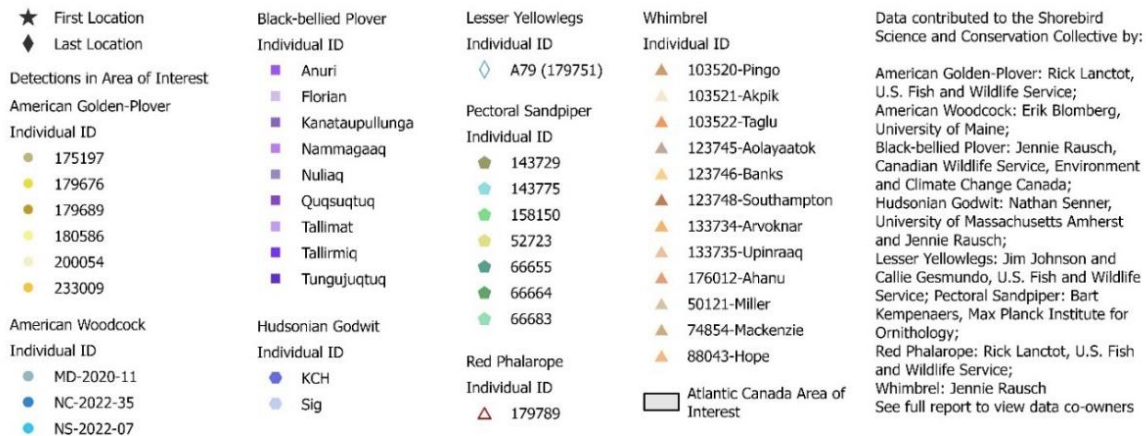 First Location
Last Location
Detections in Area of Interest
American Golden-Plover
Individual ID
175197
179676
179689
180586
200054
233009
American Woodcock
Individual ID
MD-2020-11
NC-2022-35
NS-2022-07
Black-bellied Plover
Individual ID
Anuri
Florian
Kanataupullunga
Nammagaaq
Nuliaq
Quqsuqtuq
Tallimat
Tallirmiq
Tungujuqtuq
Hudsonian Godwit
Individual ID
KCH
Sig
Lesser Yellowlegs
Individual ID
A79 (179751)
Pectoral Sandpiper
Individual ID
143729
143775
158150
52723
66655
66664
66683
Red Phalarope
Individual ID
179789
Whimbrel
Individual ID
103520-Pingo
103521-Akpik
103522-Taglu
123745-Aolayaatok
123746-Banks
123748-Southampton
133734-Arvoknar
133735-Upinraaq
176012-Ahanu
50121-Miller
74854-Mackenzie
88043-Hope
Atlantic Canada Area of
Interest
Data contributed to the Shorebird
Science and Conservation Collective by:
American Golden-Plover: Rick Lanctot,
U.S. Fish and Wildlife Service;
American Woodcock: Erik Blomberg,
University of Maine;
Black-bellied Plover: Jennie Rausch,
Canadian Wildlife Service, Environment
and Climate Change Canada;
Hudsonian Godwit: Nathan Senner,
University of Massachusetts Amherst
and Jennie Rausch;
Lesser Yellowlegs: Jim Johnson and
Callie Gesmundo, U.S. Fish and Wildlife
Service; Pectoral Sandpiper: Bart
Kempenaers, Max Planck Institute for
Ornithology;
Red Phalarope: Rick Lanctot, U.S. Fish
and Wildlife Service;
Whimbrel: Jennie Rausch
See full report to view data co-owners